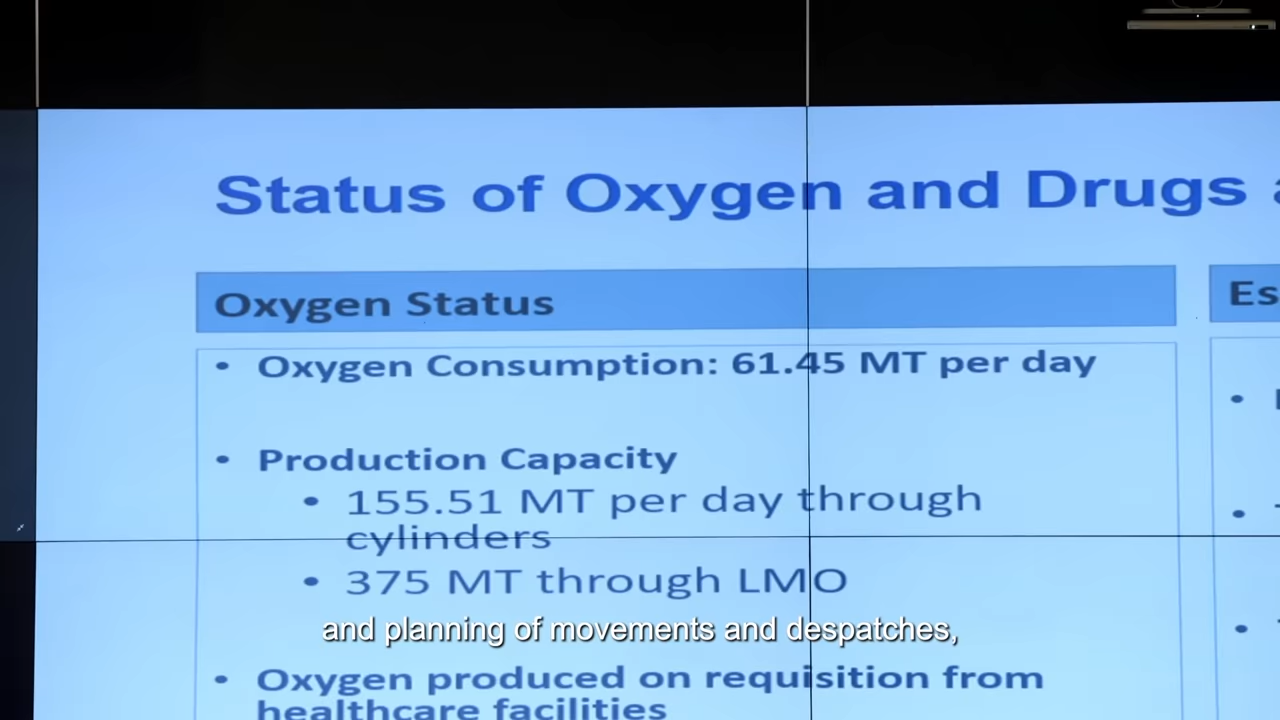 Status of Oxygen and Drugs
Oxygen Status
Es
• Oxygen Consumption: 61.45 MT per day
• Production Capacity
• 155.51 MT per day through
cylinders
• 375 MT through LMO
and planning of movements and despatches,
• Oxygen produced on requisition from
healthcare facilities